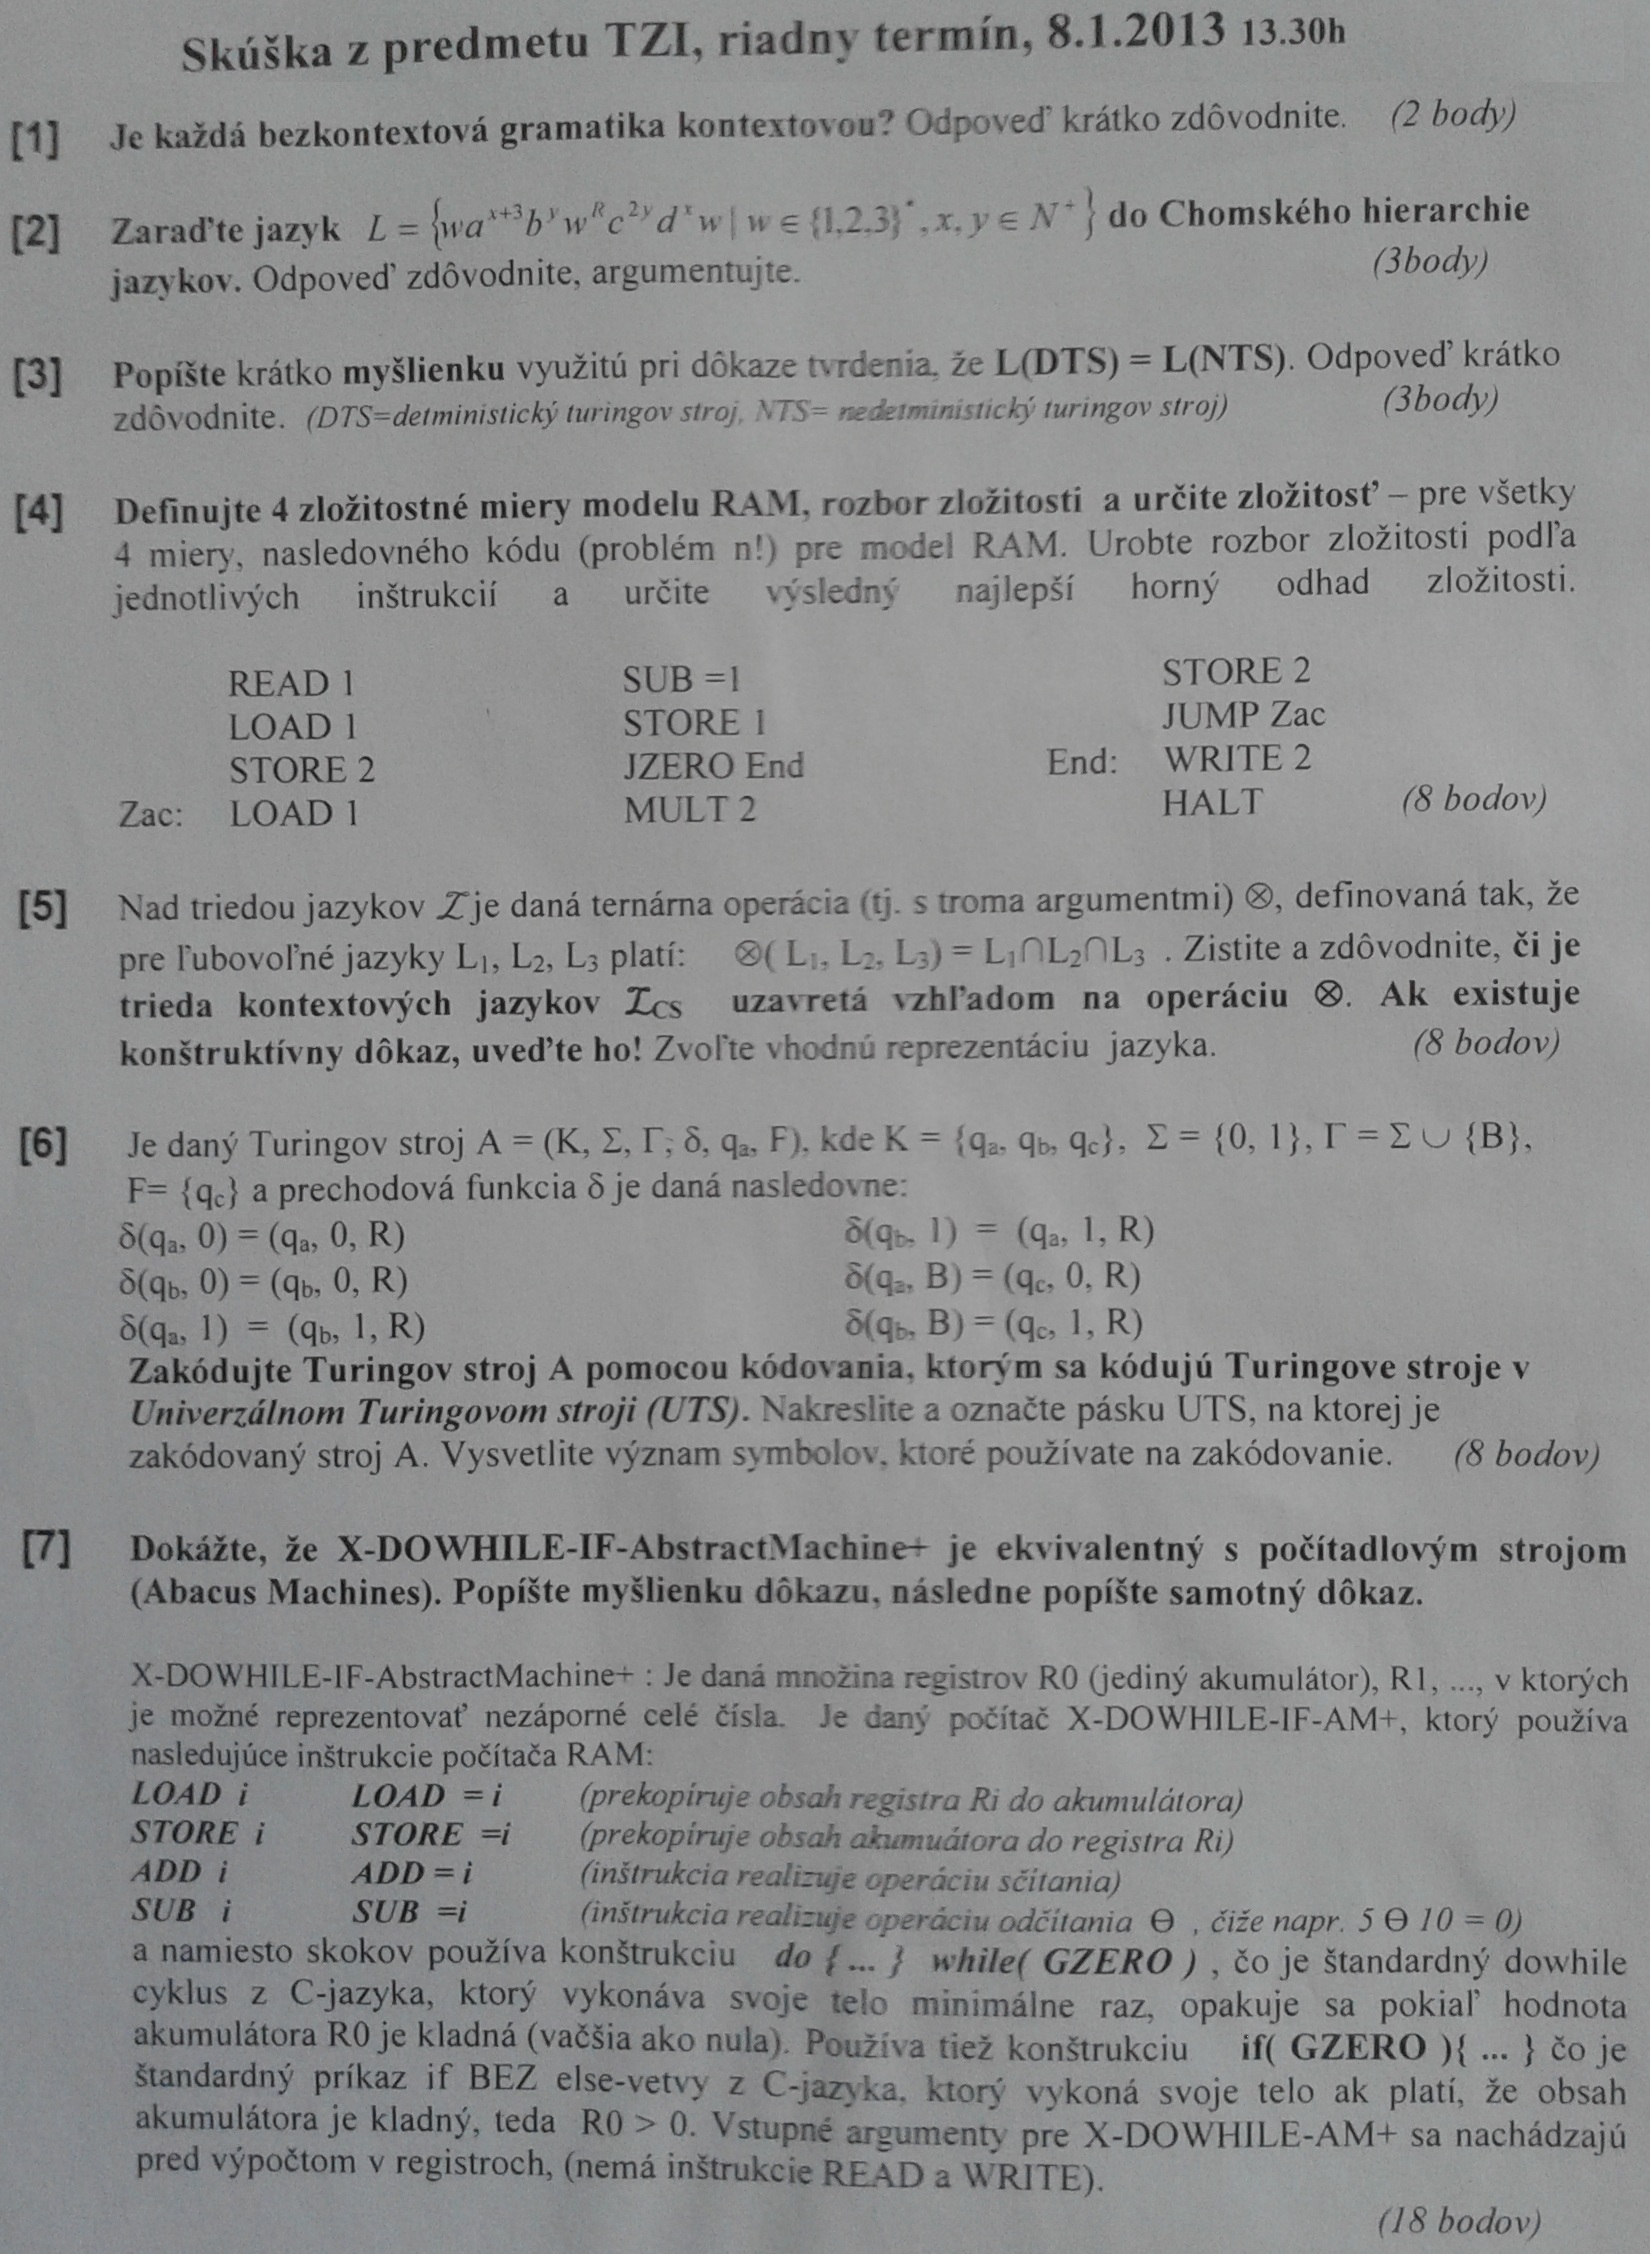 Skúška z predmetu TZI, riadny termín, 8.1.2013 13.30h
[1] Je každá bezkontextová gramatika kontextovou? Odpoveď krátko zdôvodnite. (2 body)
[2] Zaraďte jazyk L = {wa^{x+3}b^{y}w^{R}c^{2y}d^{x}w | w ∈ {1,2,3}^{*}, x, y ∈ N^{+}} do Chomského hierarchie
jazykov. Odpoveď zdôvodnite, argumentujte. (3body)
[3] Popíšte krátko myšlienku využitú pri dôkaze tvrdenia, že L(DTS) = L(NTS). Odpoveď krátko
zdôvodnite. (DTS=detministický turingov stroj, NTS= nedetministický turingov stroj) (3body)
[4] Definujte 4 zložitostné miery modelu RAM, rozbor zložitosti a určite zložitosť – pre všetky
4 miery, nasledovného kódu (problém n!) pre model RAM. Urobte rozbor zložitosti podľa
jednotlivých inštrukcií a určite výsledný najlepší horný odhad zložitosti.
READ 1 SUB =1 STORE 2
LOAD 1 STORE 1 JUMP Zac
STORE 2 JZERO End End: WRITE 2
Zac: LOAD 1 MULT 2 HALT (8 bodov)
[5] Nad triedou jazykov ℒ je daná ternárna operácia (tj. s troma argumentmi) ⊗, definovaná tak, že
pre ľubovoľné jazyky L₁, L₂, L₃ platí: ⊗( L₁, L₂, L₃) = L₁∩L₂∩L₃ . Zistite a zdôvodnite, či je
trieda kontextových jazykov ℒ_{CS} uzavretá vzhľadom na operáciu ⊗. Ak existuje
konštruktívny dôkaz, uveďte ho! Zvoľte vhodnú reprezentáciu jazyka. (8 bodov)
[6] Je daný Turingov stroj A = (K, Σ, Γ, δ, q_a, F), kde K = {q_a, q_b, q_c}, Σ = {0, 1}, Γ = Σ ∪ {B},
F= {q_c} a prechodová funkcia δ je daná nasledovne:
δ(q_a, 0) = (q_a, 0, R) δ(q_b, 1) = (q_a, 1, R)
δ(q_b, 0) = (q_b, 0, R) δ(q_a, B) = (q_c, 0, R)
δ(q_a, 1) = (q_b, 1, R) δ(q_b, B) = (q_c, 1, R)
Zakódujte Turingov stroj A pomocou kódovania, ktorým sa kódujú Turingove stroje v
Univerzálnom Turingovom stroji (UTS). Nakreslite a označte pásku UTS, na ktorej je
zakódovaný stroj A. Vysvetlite význam symbolov, ktoré používate na zakódovanie. (8 bodov)
[7] Dokážte, že X-DOWHILE-IF-AbstractMachine+ je ekvivalentný s počítadlovým strojom
(Abacus Machines). Popíšte myšlienku dôkazu, následne popíšte samotný dôkaz.
X-DOWHILE-IF-AbstractMachine+ : Je daná množina registrov R0 (jediný akumulátor), R1, ..., v ktorých
je možné reprezentovať nezáporné celé čísla. Je daný počítač X-DOWHILE-IF-AM+, ktorý používa
nasledujúce inštrukcie počítača RAM:
LOAD i LOAD = i (prekopíruje obsah registra Ri do akumulátora)
STORE i STORE =i (prekopíruje obsah akumuátora do registra Ri)
ADD i ADD = i (inštrukcia realizuje operáciu sčítania)
SUB i SUB =i (inštrukcia realizuje operáciu odčítania Θ , čiže napr. 5 Θ 10 = 0)
a namiesto skokov používa konštrukciu do { ... } while( GZERO ) , čo je štandardný dowhile
cyklus z C-jazyka, ktorý vykonáva svoje telo minimálne raz, opakuje sa pokiaľ hodnota
akumulátora R0 je kladná (vačšia ako nula). Používa tiež konštrukciu if( GZERO ){ ... } čo je
štandardný príkaz if BEZ else-vetvy z C-jazyka, ktorý vykoná svoje telo ak platí, že obsah
akumulátora je kladný, teda R0 > 0. Vstupné argumenty pre X-DOWHILE-AM+ sa nachádzajú
pred výpočtom v registroch, (nemá inštrukcie READ a WRITE).
(18 bodov)